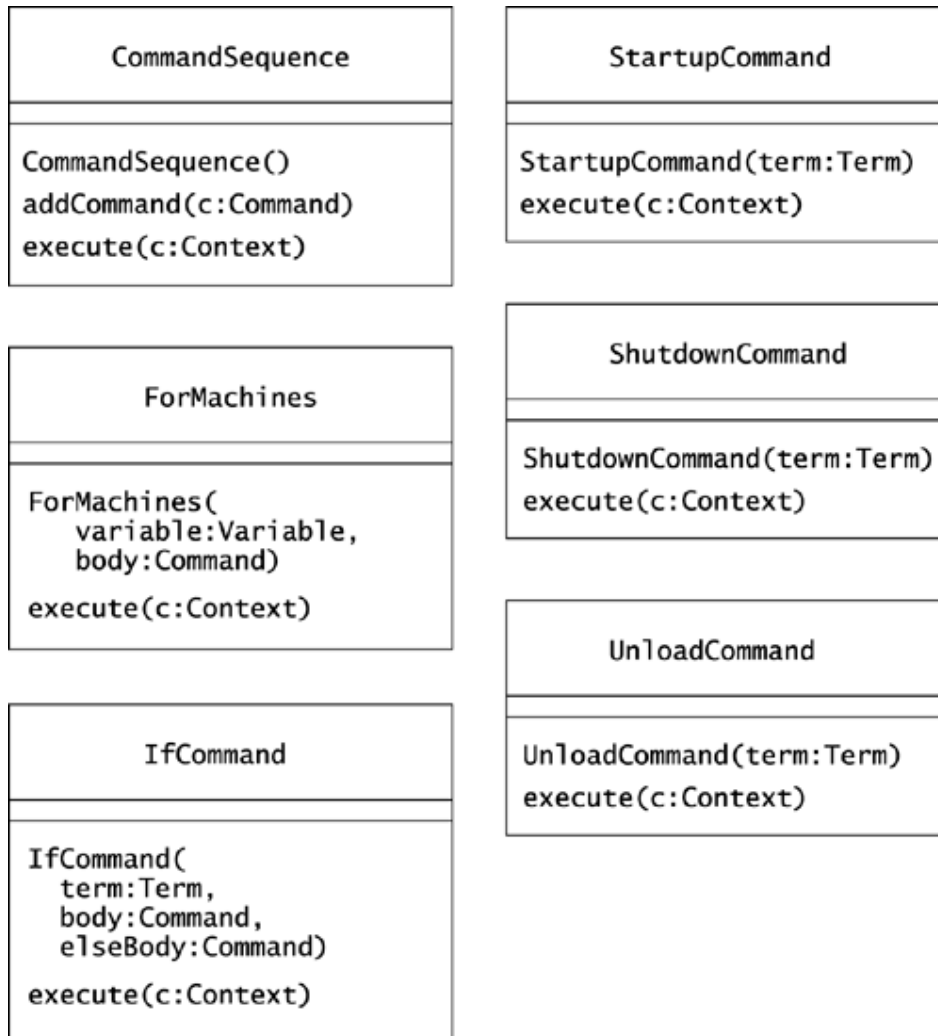 CommandSequence
CommandSequence()
addCommand(c:Command)
execute(c:Context)
ForMachines
ForMachines(
variable:Variable,
body:Command)
execute(c:Context)
IfCommand
IfCommand(
term:Term,
body:Command,
elseBody:Command)
execute(c:Context)
StartupCommand
StartupCommand(term:Term)
execute(c:Context)
ShutdownCommand
ShutdownCommand(term:Term)
execute(c:Context)
UnloadCommand
UnloadCommand(term:Term)
execute(c:Context)